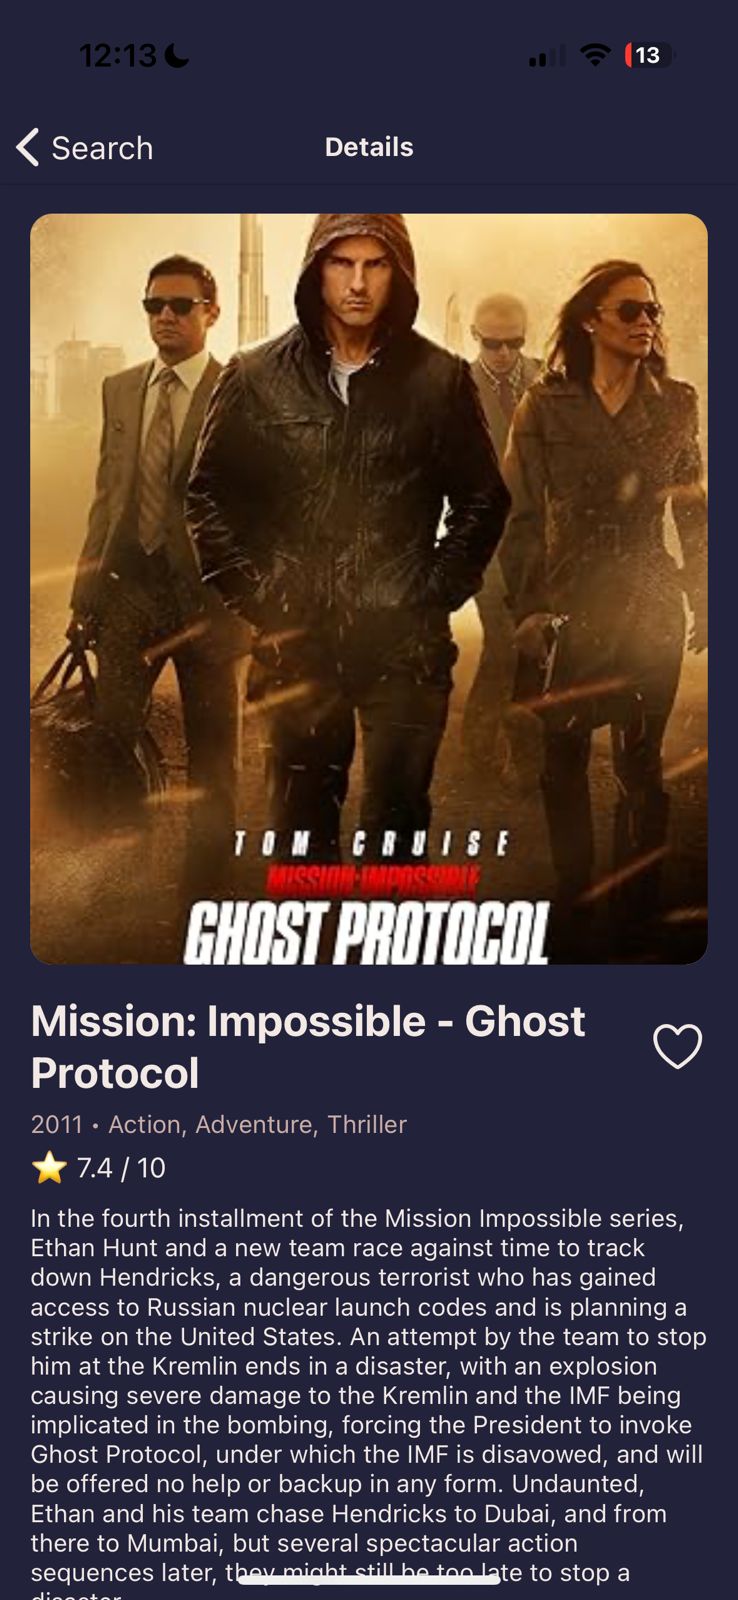 12:13
13
Search
Details
TOM CRUISE
MISSION: IMPOSSIBLE
GHOST PROTOCOL
Mission: Impossible - Ghost
Protocol
2011 • Action, Adventure, Thriller
7.4 / 10
In the fourth installment of the Mission Impossible series,
Ethan Hunt and a new team race against time to track
down Hendricks, a dangerous terrorist who has gained
access to Russian nuclear launch codes and is planning a
strike on the United States. An attempt by the team to stop
him at the Kremlin ends in a disaster, with an explosion
causing severe damage to the Kremlin and the IMF being
implicated in the bombing, forcing the President to invoke
Ghost Protocol, under which the IMF is disavowed, and will
be offered no help or backup in any form. Undaunted,
Ethan and his team chase Hendricks to Dubai, and from
there to Mumbai, but several spectacular action
sequences later, they might still be too late to stop a
disaster.